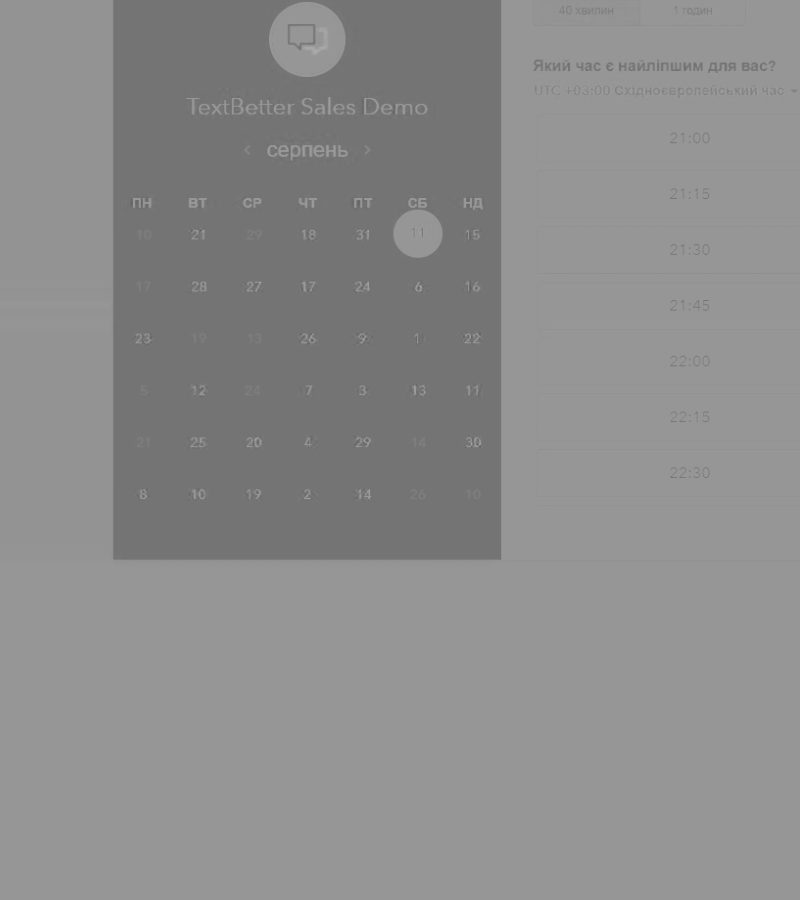 40 хвилин 1 годин
TextBetter Sales Demo
< серпень >
ПН ВТ СР ЧТ ПТ СБ НД
10 21 29 18 31 11 15
17 28 27 17 24 6 16
23 19 13 26 9 1 22
5 12 24 7 3 13 11
21 25 20 4 29 14 30
8 10 19 2 14 26 10
Який час є найліпшим для вас?
UTC +03:00 Східноєвропейський час
21:00
21:15
21:30
21:45
22:00
22:15
22:30